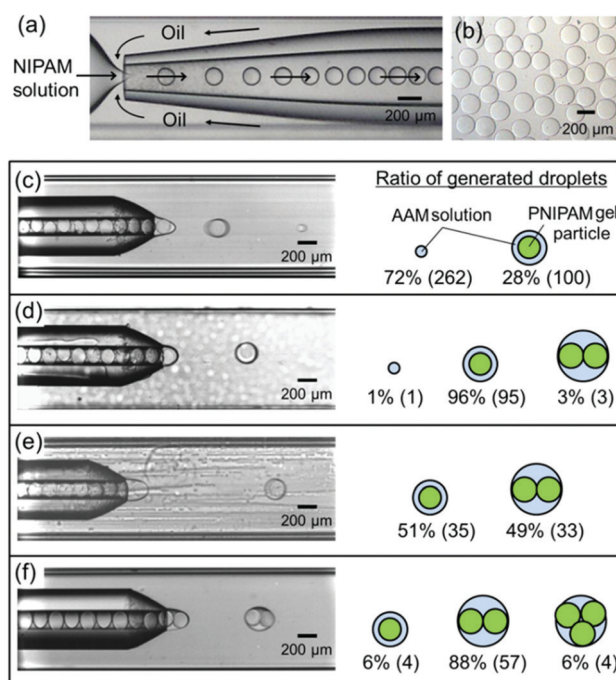 (a)
Oil
NIPAM
solution
Oil
200 µm
(b)
200 µm
(c)
200 µm
Ratio of generated droplets
AAM solution
PNIPAM gel
particle
72% (262) 28% (100)
(d)
200 µm
1% (1) 96% (95) 3% (3)
(e)
200 µm
51% (35) 49% (33)
(f)
200 µm
6% (4) 88% (57) 6% (4)